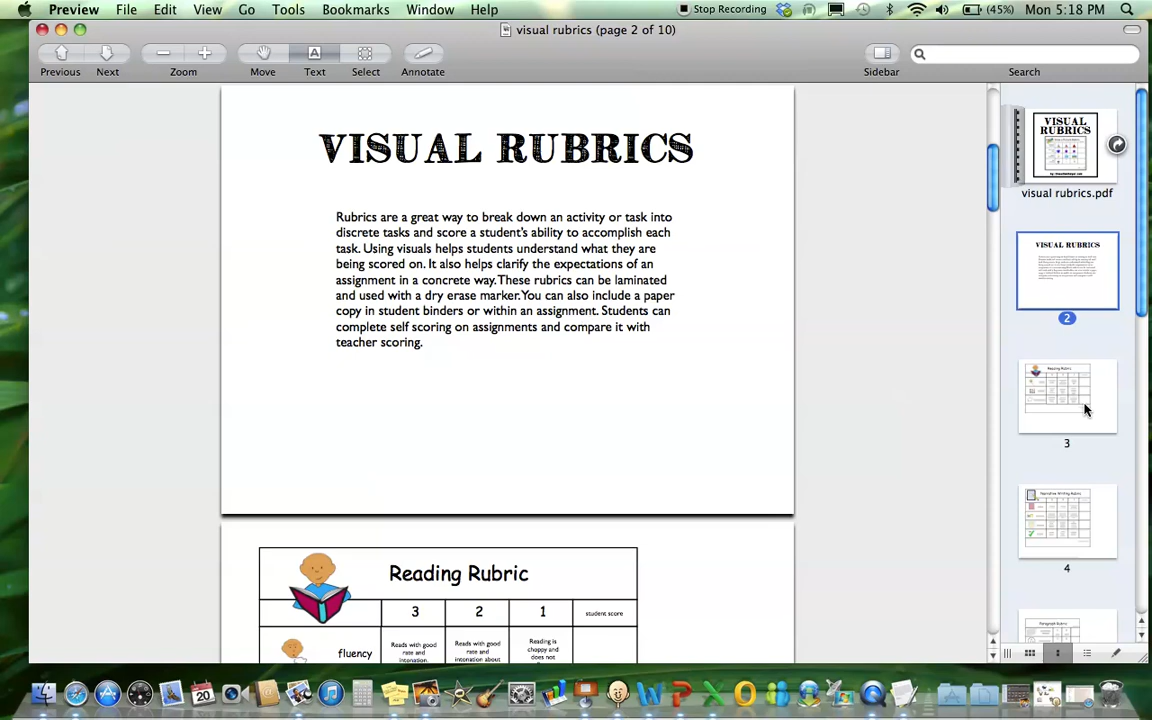 Preview File Edit View Go Tools Bookmarks Window Help Stop Recording (45%) Mon 5:18 PM
visual rubrics (page 2 of 10)
Previous Next Zoom Move Text Select Annotate Sidebar Search
VISUAL RUBRICS
Rubrics are a great way to break down an activity or task into
discrete tasks and score a student's ability to accomplish each
task. Using visuals helps students understand what they are
being scored on. It also helps clarify the expectations of an
assignment in a concrete way. These rubrics can be laminated
and used with a dry erase marker. You can also include a paper
copy in student binders or within an assignment. Students can
complete self scoring on assignments and compare it with
teacher scoring.
Reading Rubric
3 2 1 student score
fluency
Reads with good
rate and
intonation.
Reads with good
rate and
intonation about
Reading is
choppy and
does not
VISUAL
RUBRICS
visual rubrics.pdf
VISUAL RUBRICS
2
Reading Rubric
3
Narrative Writing Rubric
4
Paragraph Rubric
20